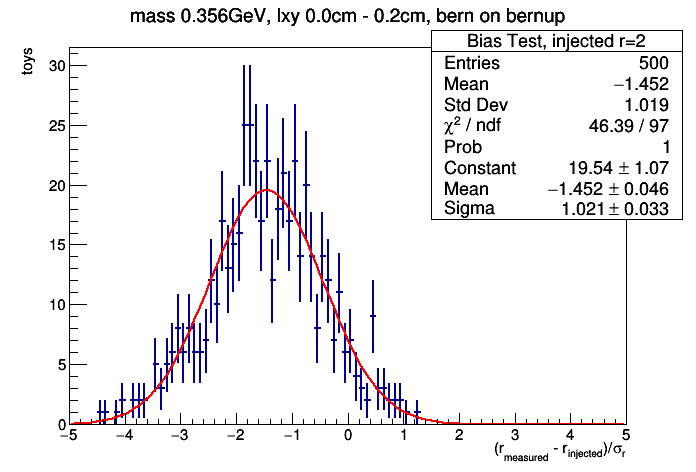 mass 0.356GeV, lxy 0.0cm - 0.2cm, bern on bernup
toys
Bias Test, injected r=2
Entries 500
Mean −1.452
Std Dev 1.019
χ² / ndf 46.39 / 97
Prob 1
Constant 19.54 ± 1.07
Mean −1.452 ± 0.046
Sigma 1.021 ± 0.033
30
25
20
15
10
5
0
−5 −4 −3 −2 −1 0 1 2 3 4 5
(r_measured - r_injected)/σ_r